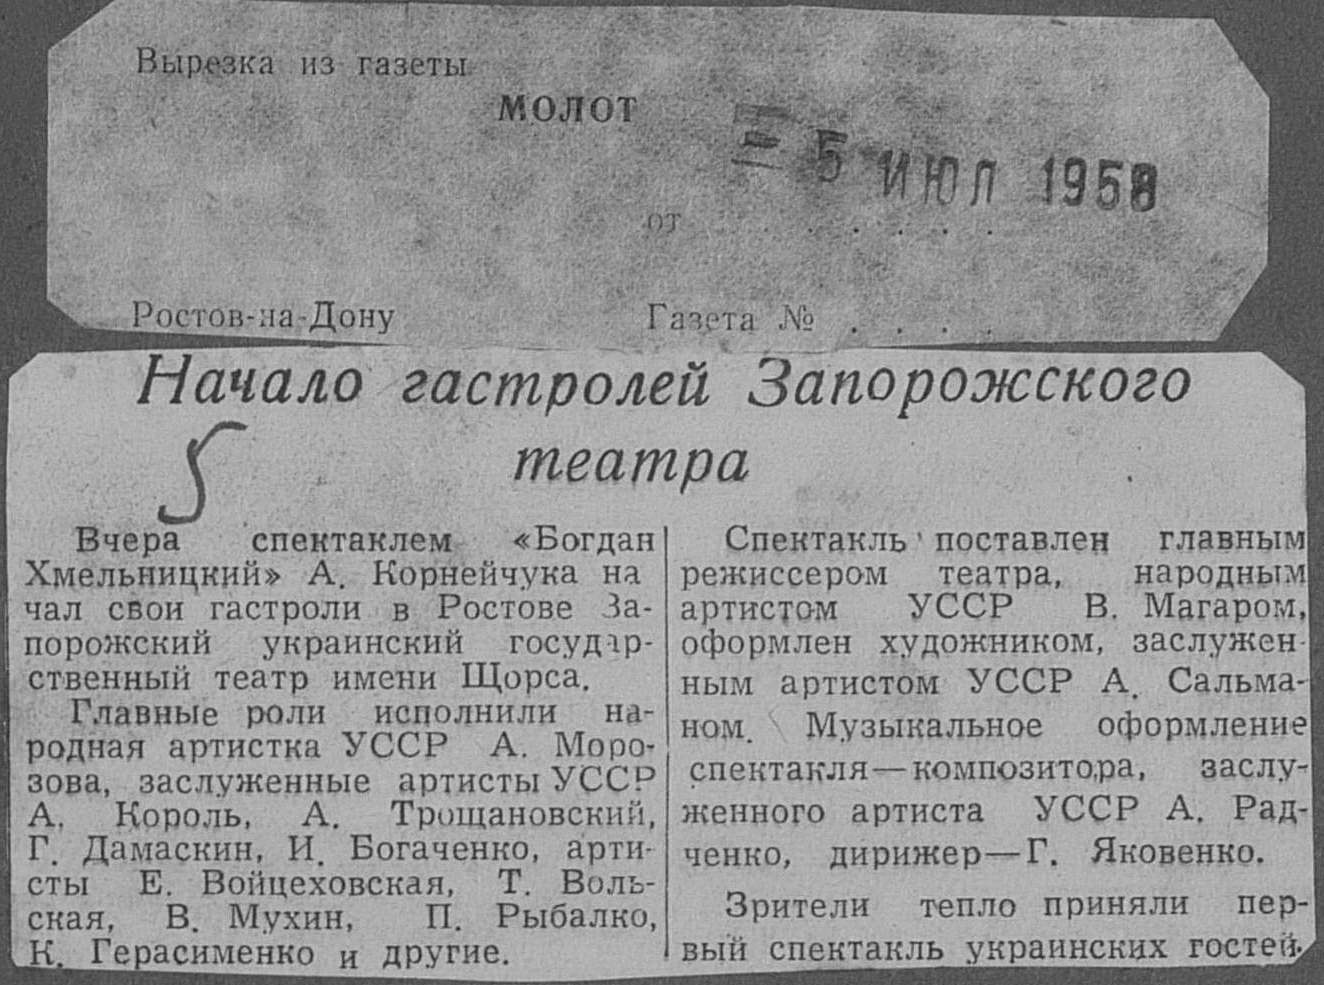 Вырезка из газеты
МОЛОТ
= 5 ИЮЛ 1958
от . . . . . .
Ростов-на-Дону Газета № . . . .
Начало гастролей Запорожского
театра
Вчера спектаклем «Богдан
Хмельницкий» А. Корнейчука на
чал свои гастроли в Ростове За-
порожский украинский государ-
ственный театр имени Щорса.
Главные роли исполнили на-
родная артистка УССР А. Моро-
зова, заслуженные артисты УССР
А. Король, А. Трощановский,
Г. Дамаскин, И. Богаченко, арти-
сты Е. Войцеховская, Т. Воль-
ская, В. Мухин, П. Рыбалко,
К. Герасименко и другие.
Спектакль поставлен главным
режиссером театра, народным
артистом УССР В. Магаром,
оформлен художником, заслужен-
ным артистом УССР А. Сальма-
ном. Музыкальное оформление
спектакля—композитора, заслу-
женного артиста УССР А. Рад-
ченко, дирижер—Г. Яковенко.
Зрители тепло приняли пер-
вый спектакль украинских гостей.